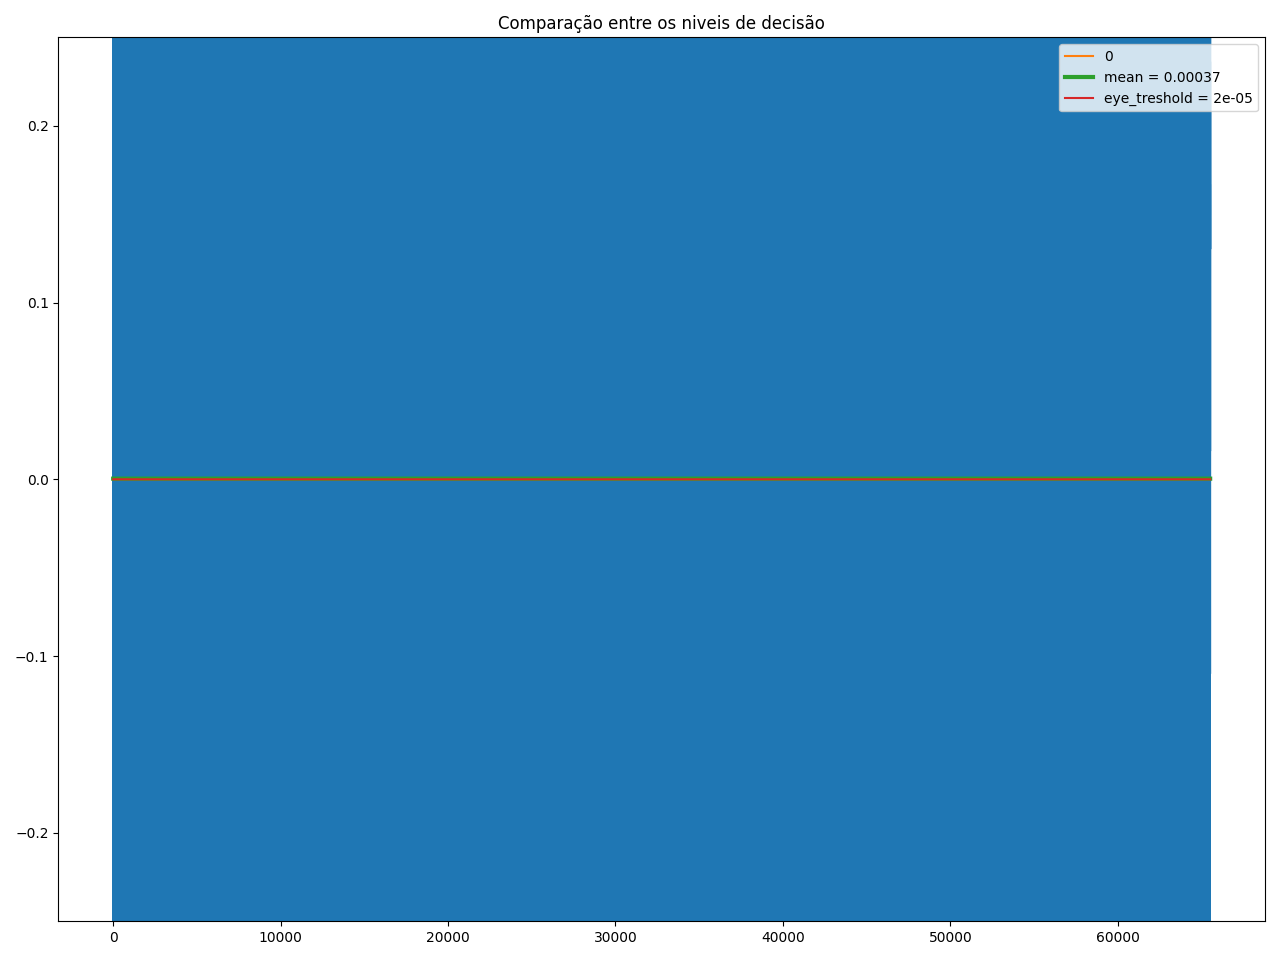 Comparação entre os niveis de decisão
0
mean = 0.00037
eye_treshold = 2e-05
0.2
0.1
0.0
−0.1
−0.2
0 10000 20000 30000 40000 50000 60000